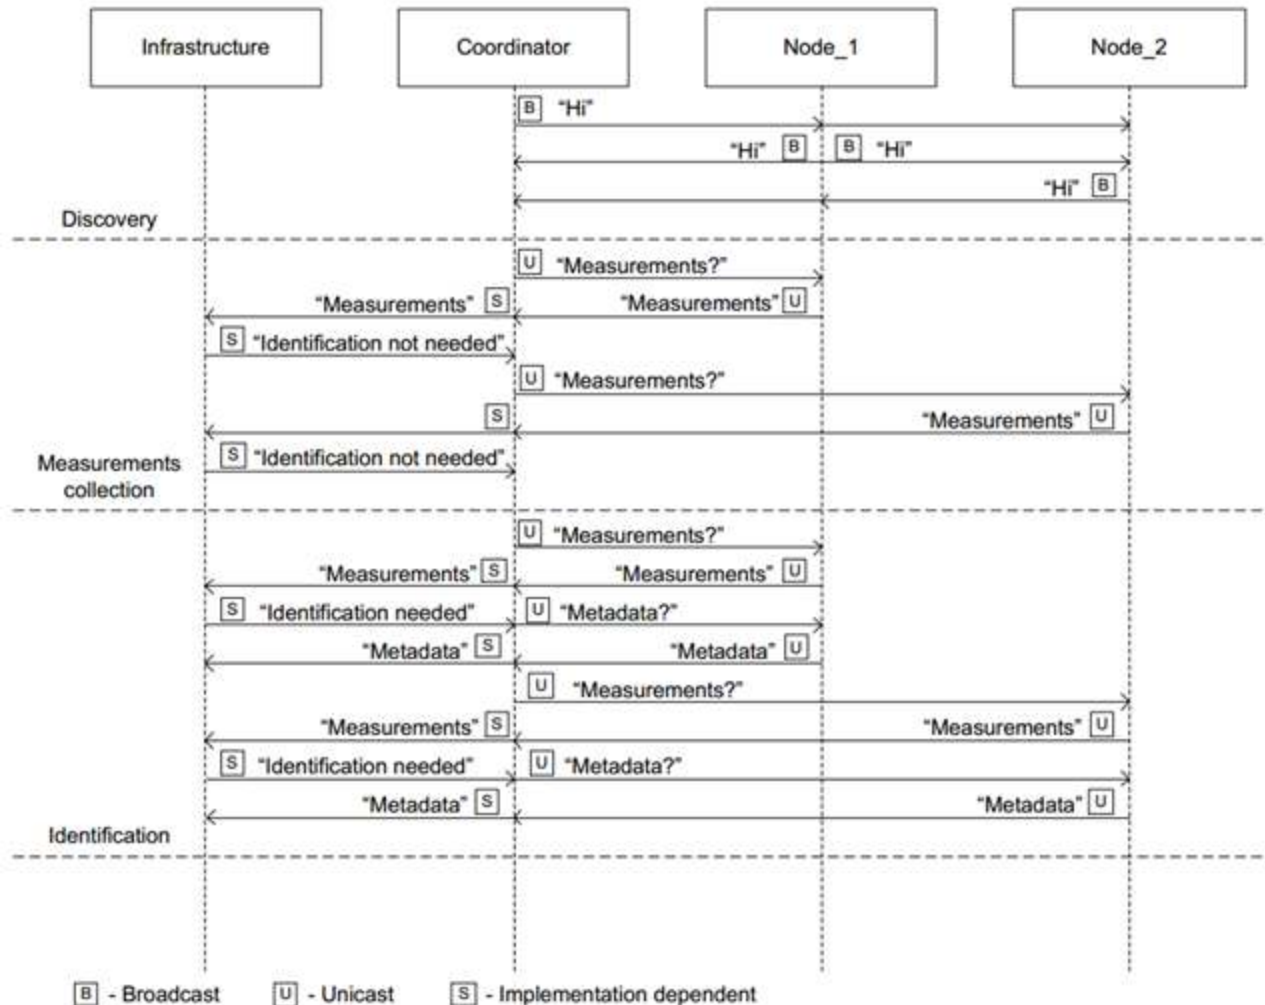 Infrastructure Coordinator Node_1 Node_2
B “Hi”
“Hi” B B “Hi”
“Hi” B
Discovery
U “Measurements?”
“Measurements” S “Measurements” U
S “Identification not needed”
U “Measurements?”
S “Measurements” U
S “Identification not needed”
Measurements
collection
U “Measurements?”
“Measurements” S “Measurements” U
S “Identification needed” U “Metadata?”
“Metadata” S “Metadata” U
U “Measurements?”
“Measurements” S “Measurements” U
S “Identification needed” U “Metadata?”
“Metadata” S “Metadata” U
Identification
B - Broadcast U - Unicast S - Implementation dependent